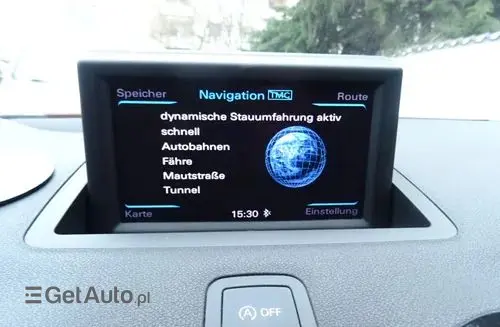 Speicher
Navigation TMC
Route
dynamische Stauumfahrung aktiv
schnell
Autobahnen
Fähre
Mautstraße
Tunnel
Karte
15:30
Einstellung
A OFF
GetAuto.pl